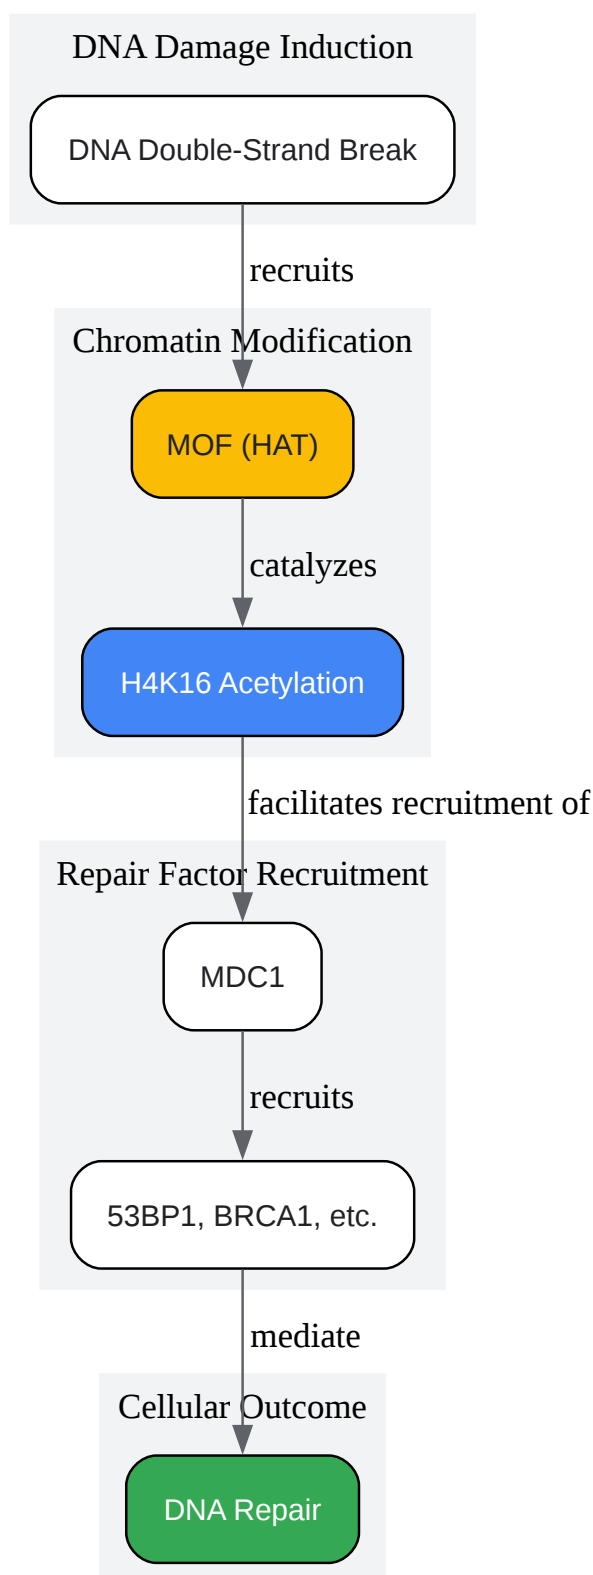 DNA Damage Induction
DNA Double-Strand Break
recruits
Chromatin Modification
MOF (HAT)
catalyzes
H4K16 Acetylation
facilitates recruitment of
Repair Factor Recruitment
MDC1
recruits
53BP1, BRCA1, etc.
mediate
Cellular Outcome
DNA Repair